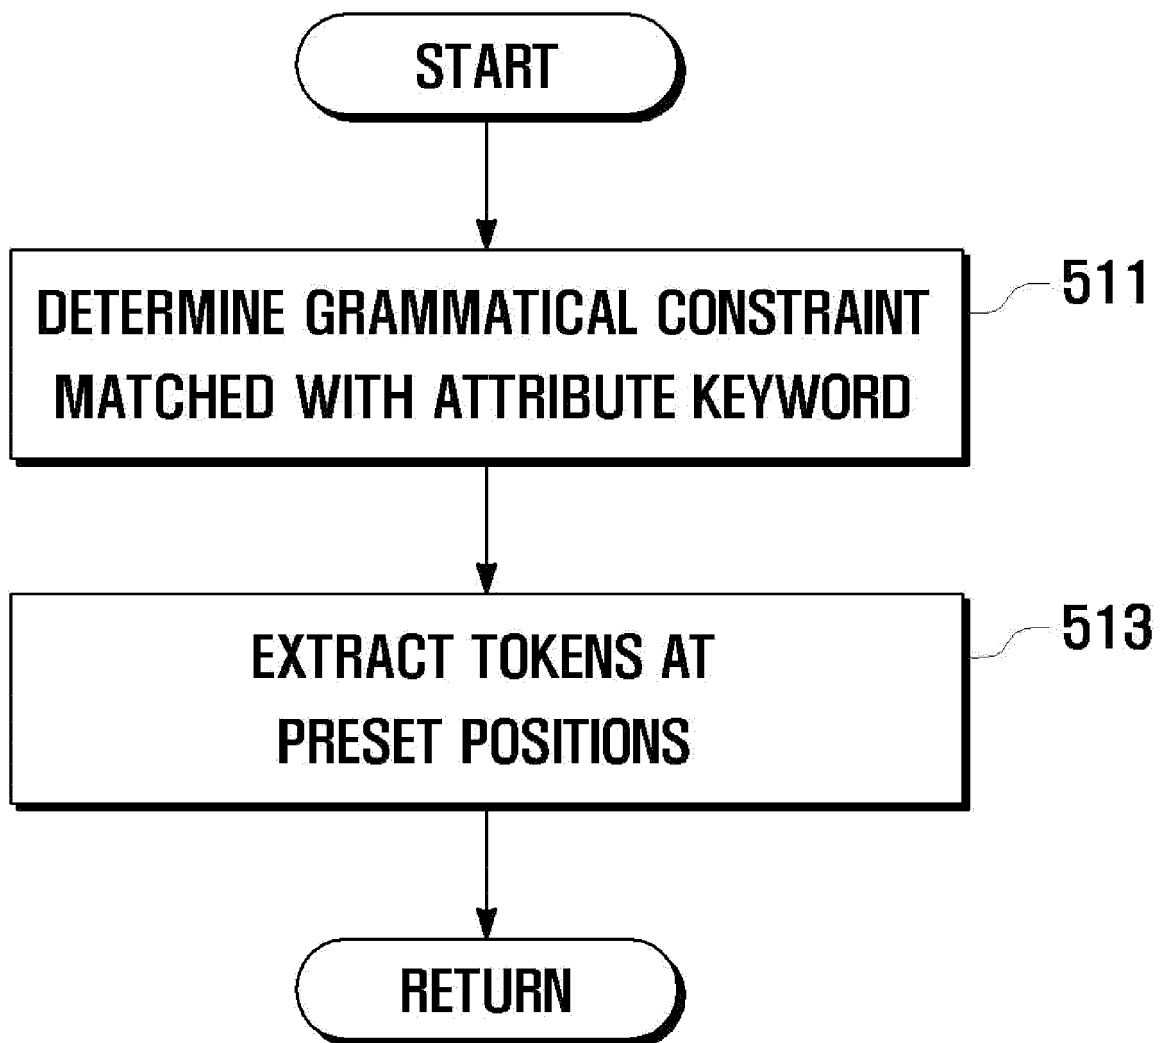 START
DETERMINE GRAMMATICAL CONSTRAINT
MATCHED WITH ATTRIBUTE KEYWORD
511
EXTRACT TOKENS AT
PRESET POSITIONS
513
RETURN